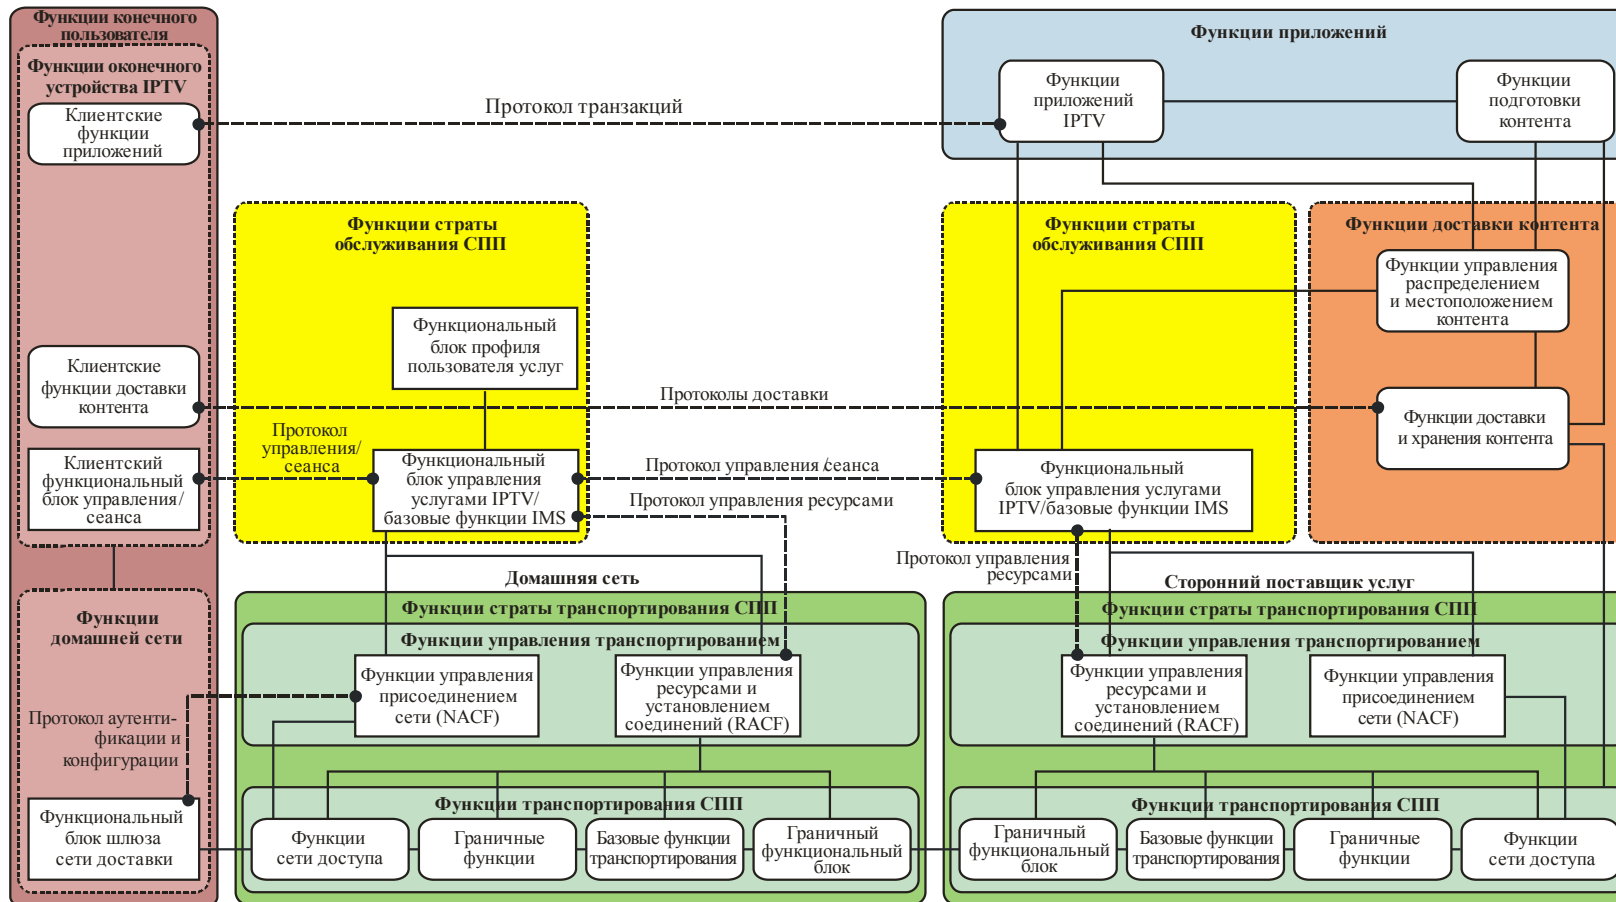 Функции конечного
пользователя
Функции оконечного
устройства IPTV
Клиентские
функции
приложений
Протокол транзакций
Функции приложений
Функции
приложений
IPTV
Функции
подготовки
контента
Функции страты
обслуживания СПП
Функции страты
обслуживания СПП
Функции доставки контента
Функции управления
распределением
и местоположением
контента
Функциональный
блок профиля
пользователя услуг
Клиентские
функции доставки
контента
Протоколы доставки
Функции доставки
и хранения контента
Протокол
управления/
сеанса
Клиентский
функциональный
блок управления/
сеанса
Функциональный
блок управления
услугами IPTV/
базовые функции IMS
Протокол управления /сеанса
Протокол управления ресурсами
Функциональный
блок управления услугами
IPTV/базовые функции IMS
Протокол управления
ресурсами
Домашняя сеть
Сторонний поставщик услуг
Функции
домашней сети
Функции страты транспортирования СПП
Функции управления транспортированием
Функции управления
присоединением
сети (NACF)
Функции управления
ресурсами и
установлением
соединений (RACF)
Функции страты транспортирования СПП
Функции управления транспортированием
Функции управления
ресурсами и
установлением
соединений (RACF)
Функции управления
присоединением
сети (NACF)
Протокол аутенти-
фикации и
конфигурации
Функциональный
блок шлюза
сети доставки
Функции транспортирования СПП
Функции
сети доступа
Граничные
функции
Базовые функции
транспортирования
Граничный
функциональный
блок
Функции транспортирования СПП
Граничный
функциональный
блок
Базовые функции
транспортирования
Граничные
функции
Функции
сети доступа